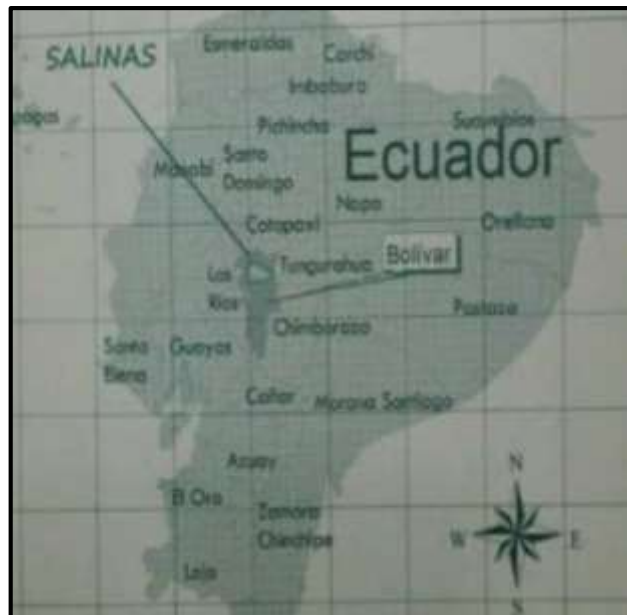 Esmeraldas
Carchi
SALINAS
Imbabura
Pichincha
Sucumbios
Ecuador
Santo
Domingo
Manabi
Napo
Cotopaxi
Orellana
Los
Rios
Tungurahua
Bolívar
Chimborazo
Pastaza
Santa
Elena
Guayas
Cañar
Morona Santiago
Azuay
El Oro
Zamora
Chinchipe
Loja
N
W
E
S